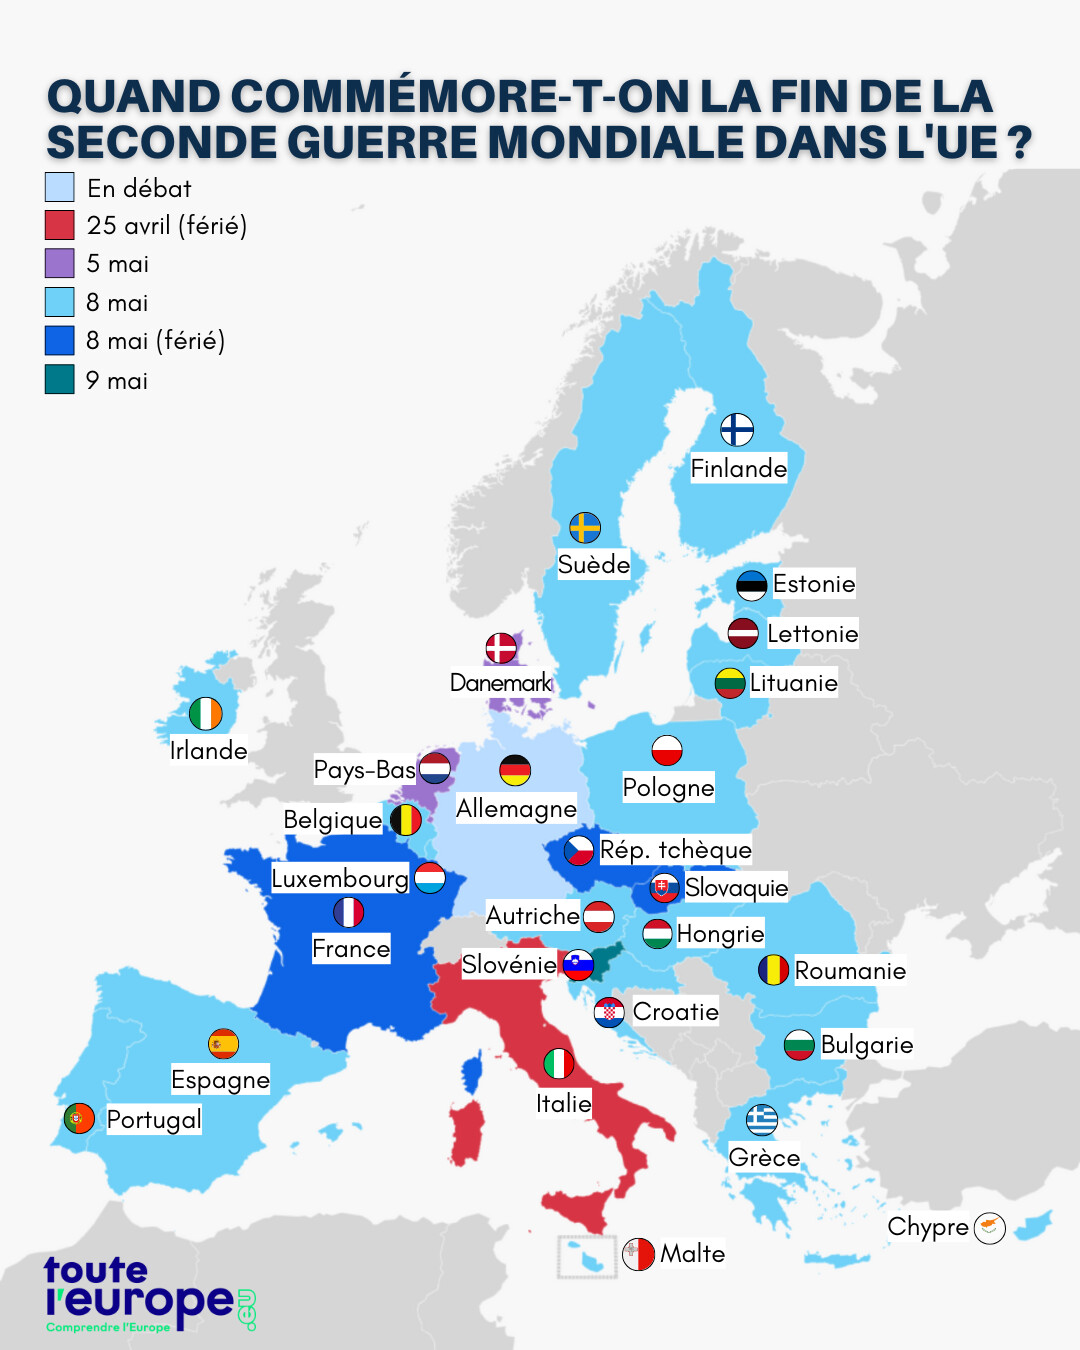 QUAND COMMÉMORE-T-ON LA FIN DE LA
SECONDE GUERRE MONDIALE DANS L'UE ?
En débat
25 avril (férié)
5 mai
8 mai
8 mai (férié)
9 mai
Finlande
Suède
Estonie
Lettonie
Danemark
Lituanie
Irlande
Pays-Bas
Pologne
Allemagne
Belgique
Rép. tchèque
Luxembourg
Slovaquie
Autriche
Hongrie
France
Slovénie
Roumanie
Croatie
Bulgarie
Espagne
Italie
Portugal
Grèce
Chypre
Malte
toute
l'europe.eu
Comprendre l'Europe